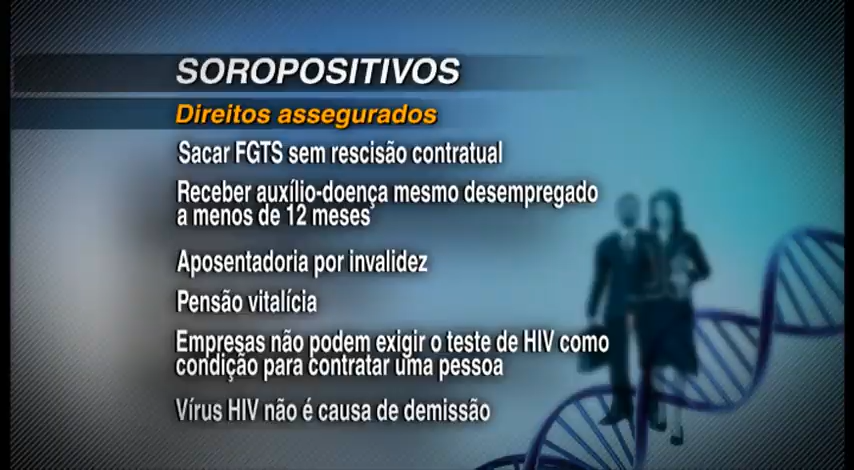 SOROPOSITIVOS
Direitos assegurados
Sacar FGTS sem rescisão contratual
Receber auxílio-doença mesmo desempregado
a menos de 12 meses
Aposentadoria por invalidez
Pensão vitalícia
Empresas não podem exigir o teste de HIV como
condição para contratar uma pessoa
Vírus HIV não é causa de demissão